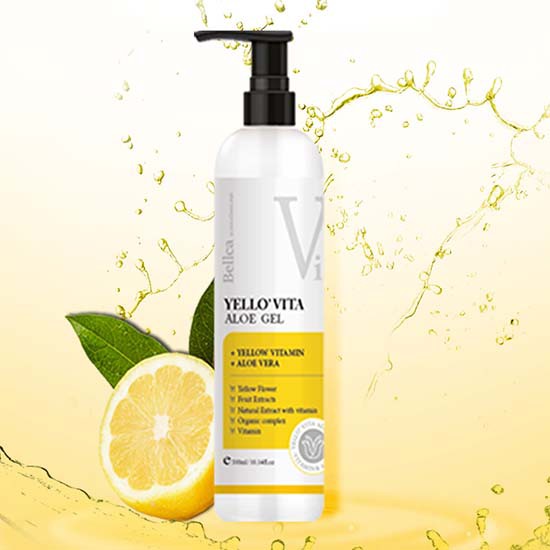 Vi
Bellca
YELLO'VITA
ALOE GEL
+ YELLOW VITAMIN
+ ALOE VERA
Yellow Flower
Fruit Extracts
Natural Extract with vitamin
Organic complex
Vitamin